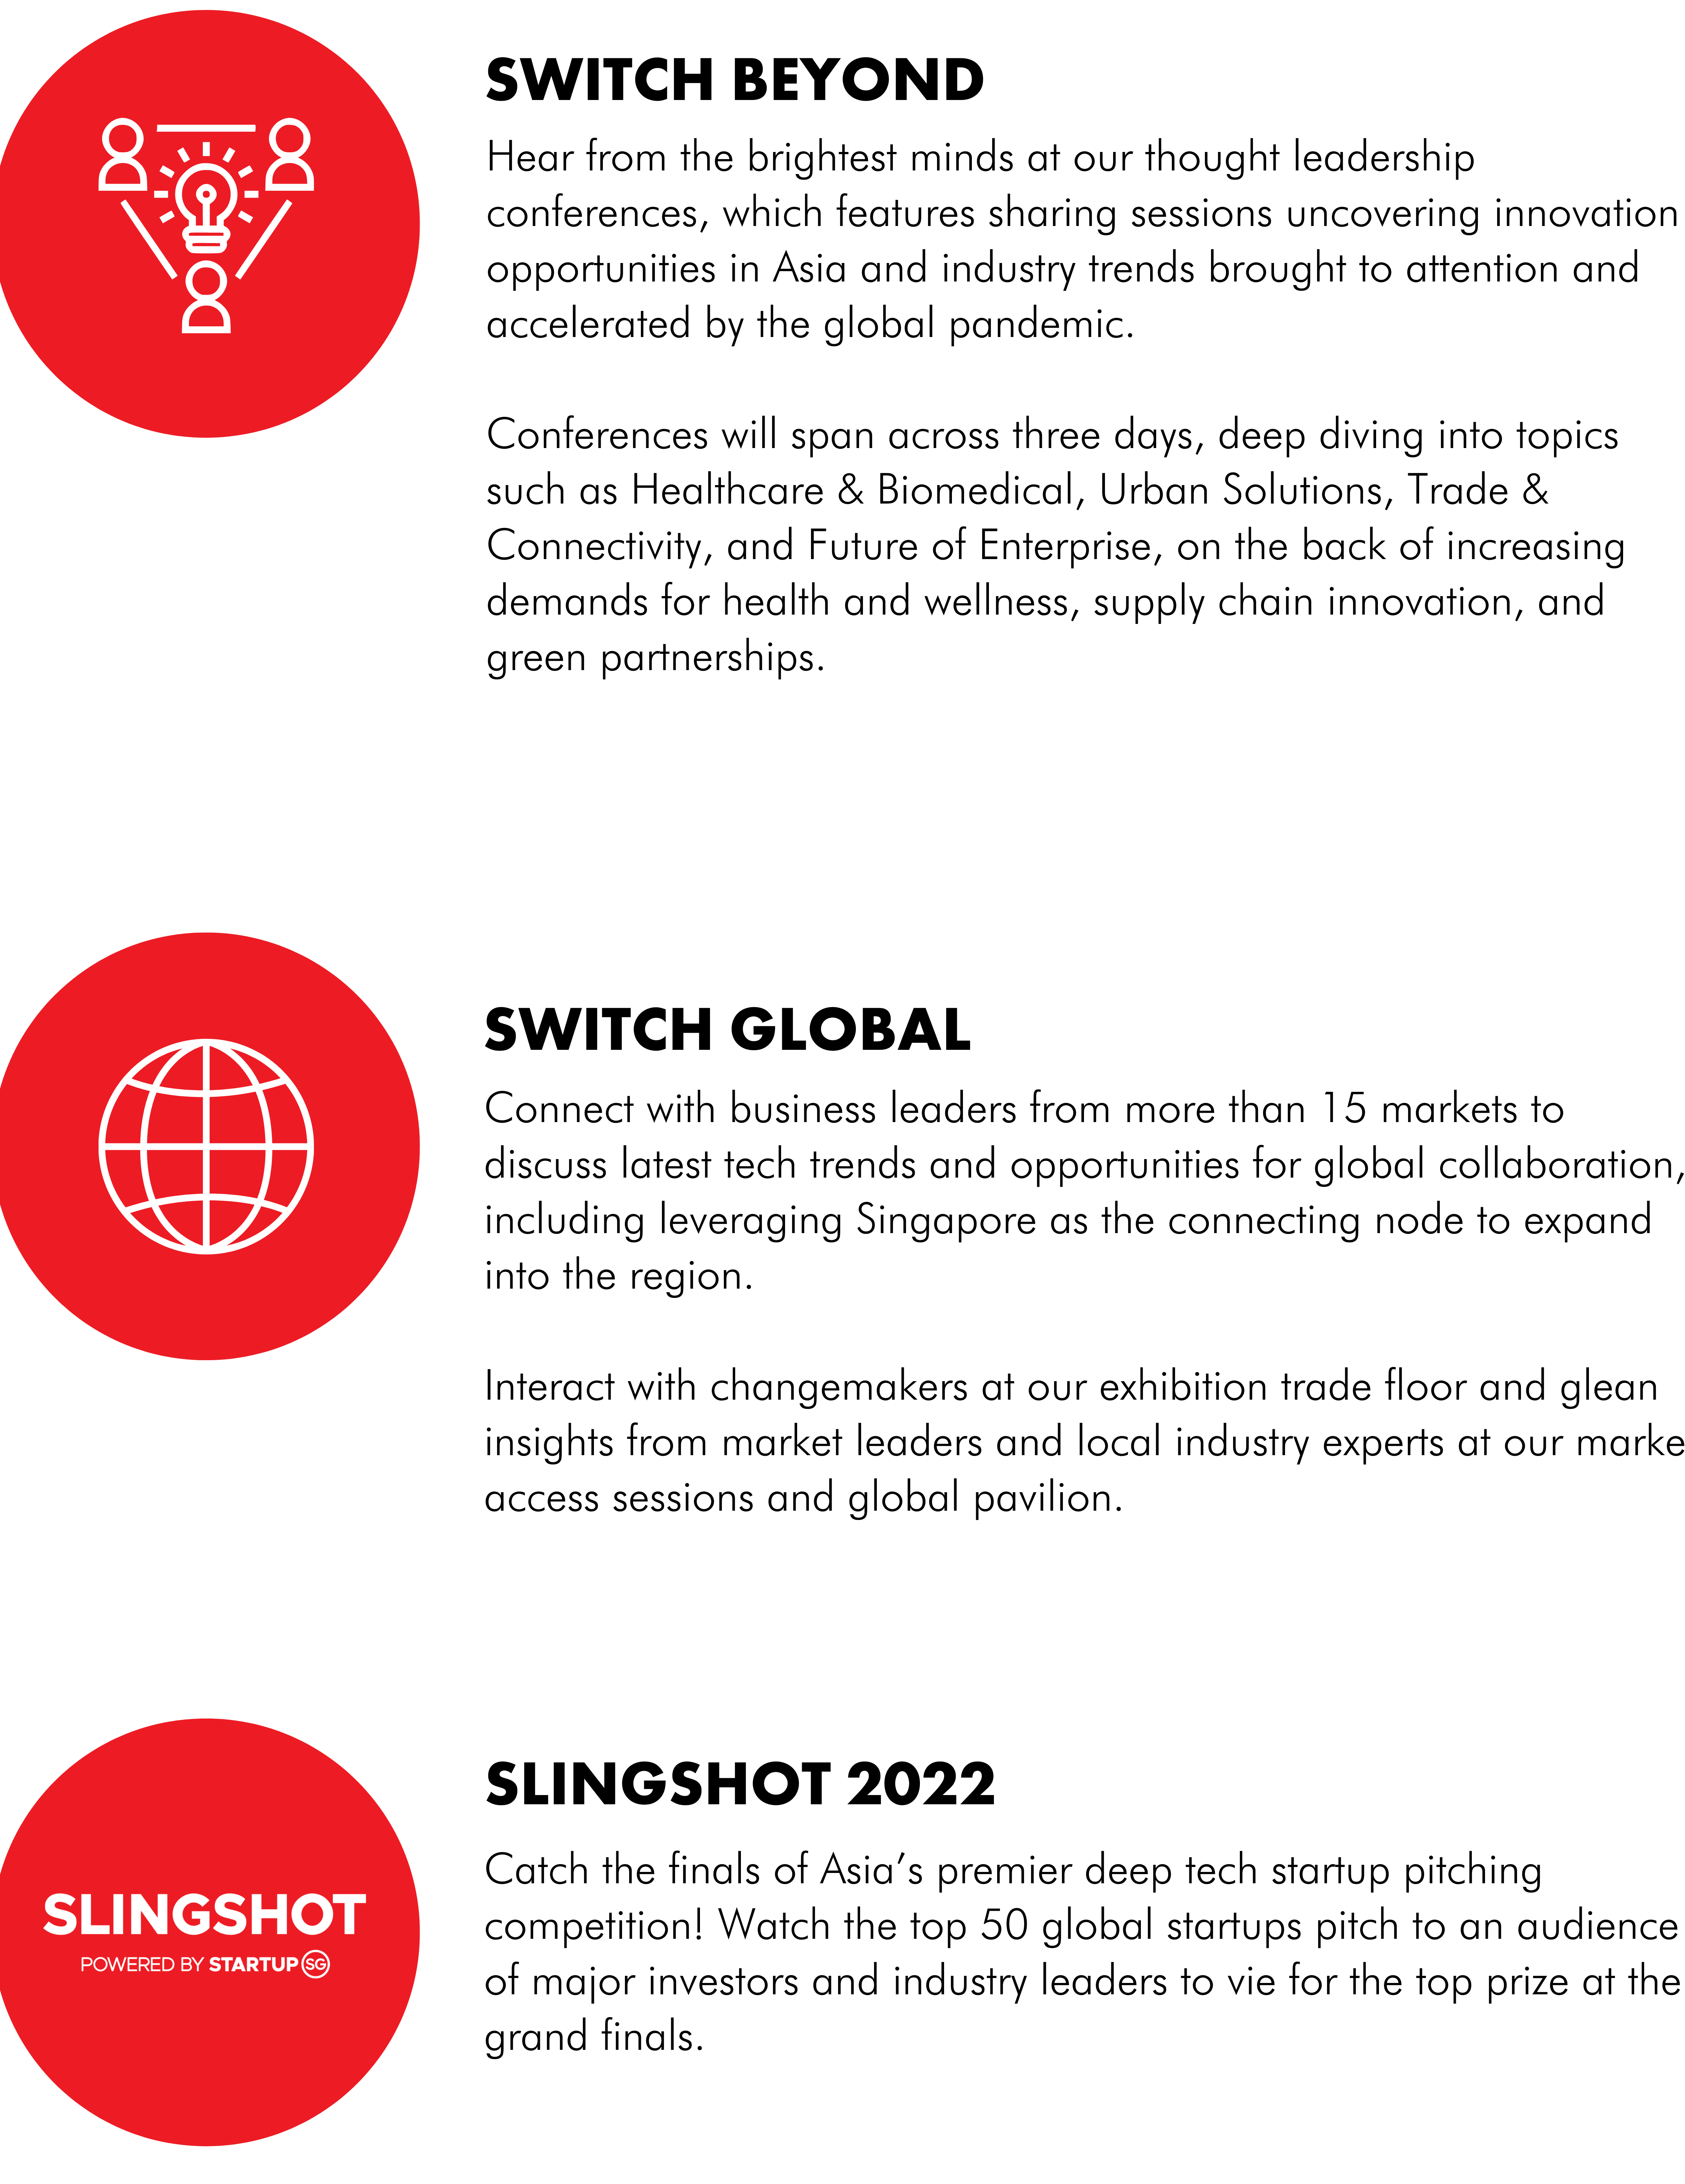 SWITCH BEYOND
Hear from the brightest minds at our thought leadership
conferences, which features sharing sessions uncovering innovation
opportunities in Asia and industry trends brought to attention and
accelerated by the global pandemic.
Conferences will span across three days, deep diving into topics
such as Healthcare & Biomedical, Urban Solutions, Trade &
Connectivity, and Future of Enterprise, on the back of increasing
demands for health and wellness, supply chain innovation, and
green partnerships.
SWITCH GLOBAL
Connect with business leaders from more than 15 markets to
discuss latest tech trends and opportunities for global collaboration,
including leveraging Singapore as the connecting node to expand
into the region.
Interact with changemakers at our exhibition trade floor and glean
insights from market leaders and local industry experts at our marke
access sessions and global pavilion.
SLINGSHOT
POWERED BY STARTUP SG
SLINGSHOT 2022
Catch the finals of Asia’s premier deep tech startup pitching
competition! Watch the top 50 global startups pitch to an audience
of major investors and industry leaders to vie for the top prize at the
grand finals.